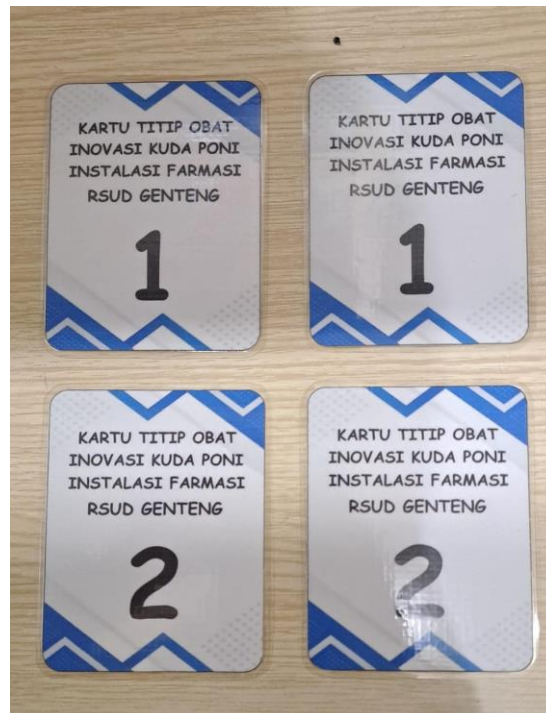 KARTU TITIP OBAT
INOVASI KUDA PONI
INSTALASI FARMASI
RSUD GENTENG
1
KARTU TITIP OBAT
INOVASI KUDA PONI
INSTALASI FARMASI
RSUD GENTENG
1
KARTU TITIP OBAT
INOVASI KUDA PONI
INSTALASI FARMASI
RSUD GENTENG
2
KARTU TITIP OBAT
INOVASI KUDA PONI
INSTALASI FARMASI
RSUD GENTENG
2